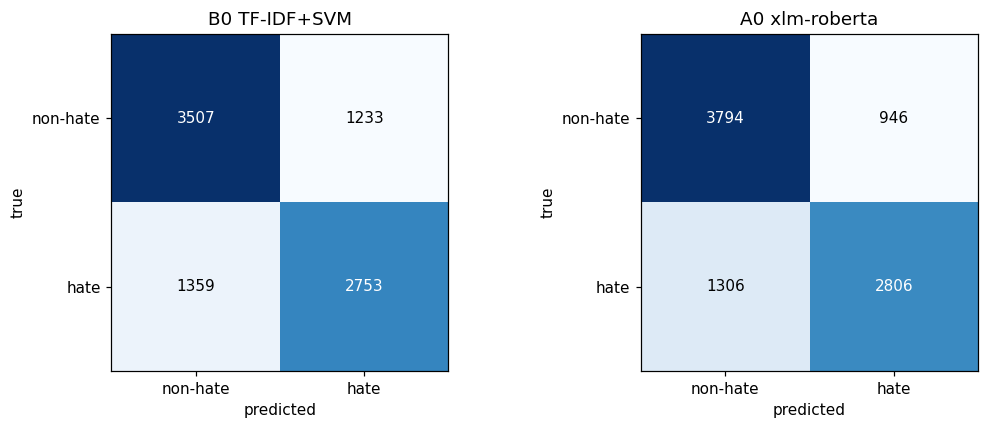 B0 TF-IDF+SVM
non-hate 3507 1233
hate 1359 2753
non-hate hate
predicted
true
A0 xlm-roberta
non-hate 3794 946
hate 1306 2806
non-hate hate
predicted
true